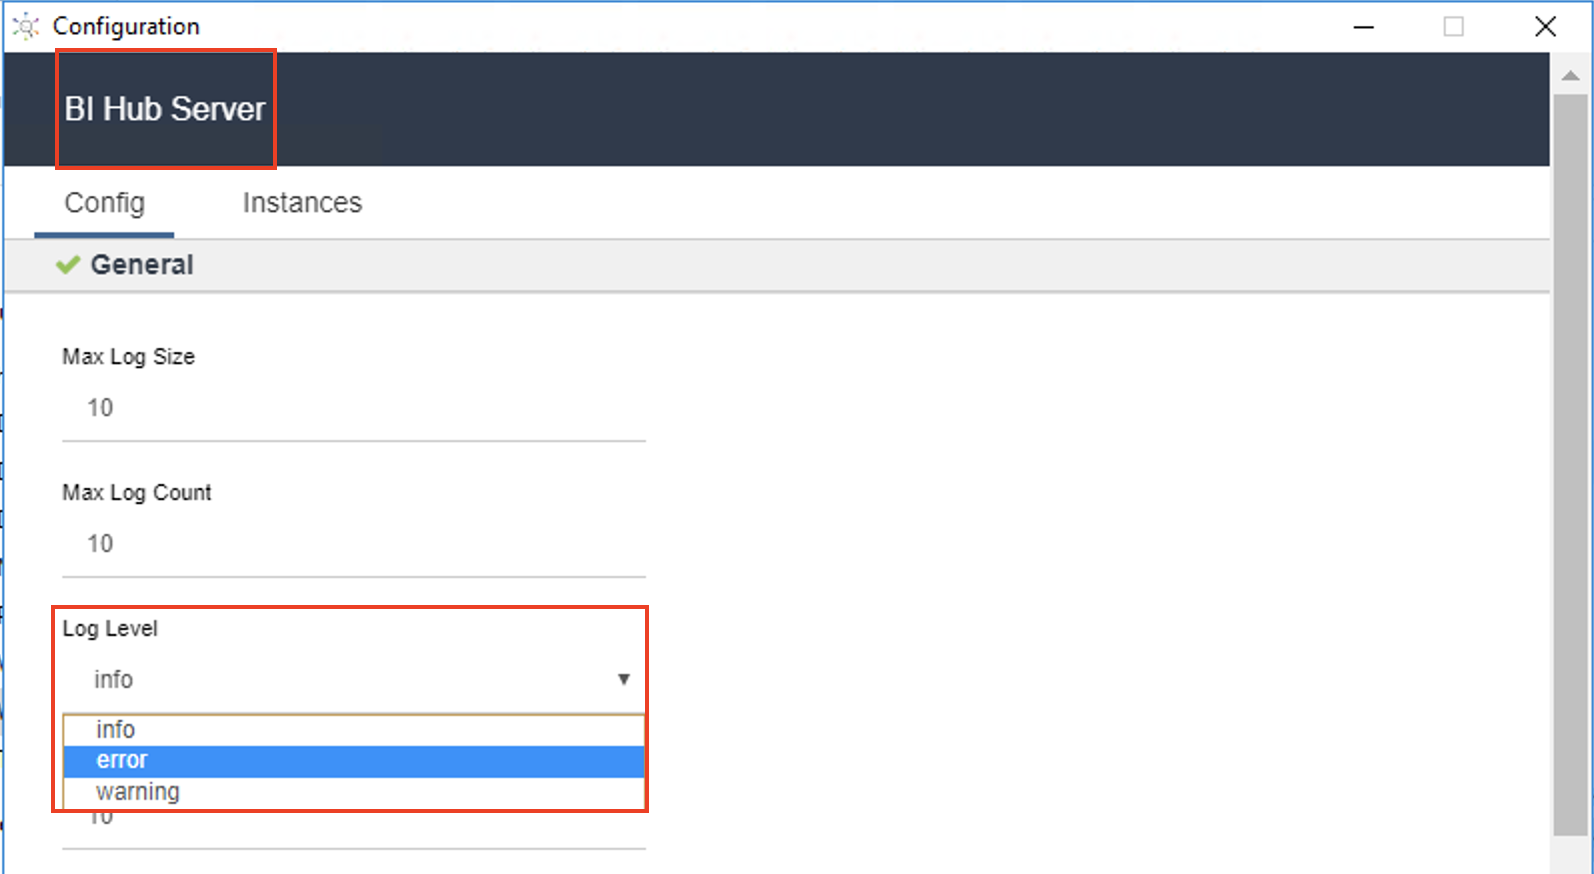 Configuration
BI Hub Server
Config Instances
General
Max Log Size
10
Max Log Count
10
Log Level
info
info
error
warning
10